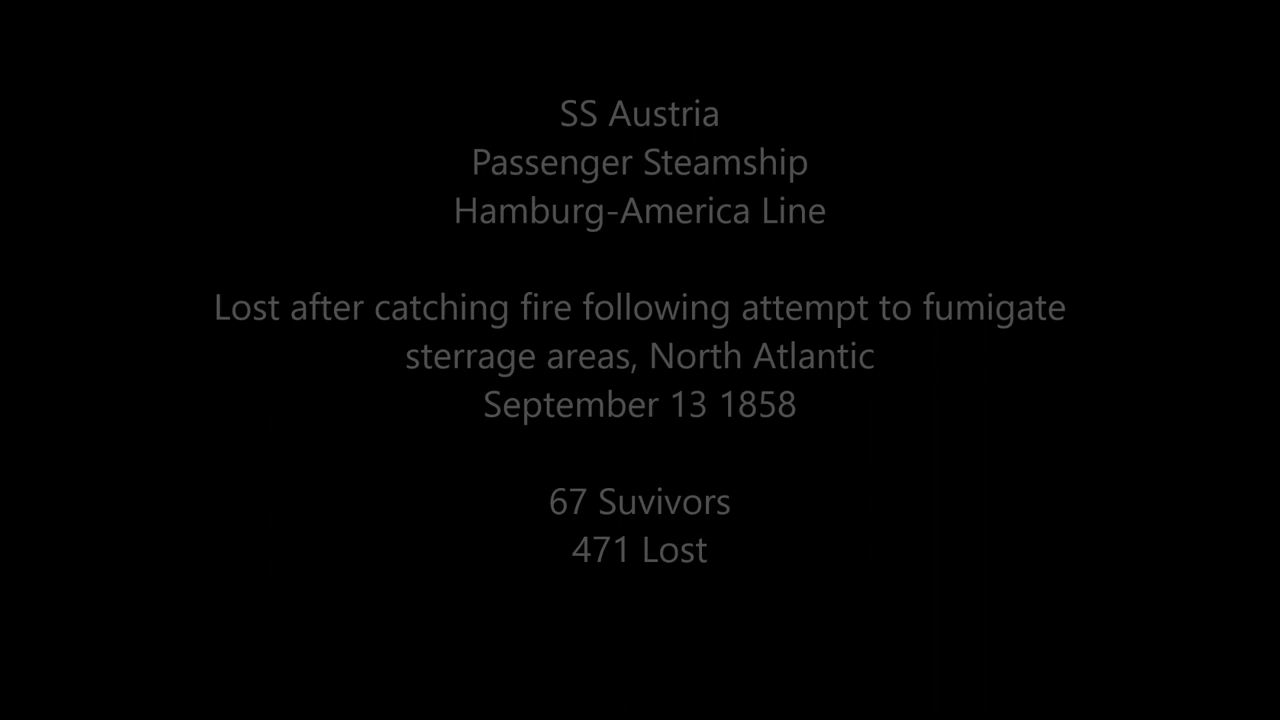 SS Austria
Passenger Steamship
Hamburg-America Line
Lost after catching fire following attempt to fumigate
sterrage areas, North Atlantic
September 13 1858
67 Suvivors
471 Lost